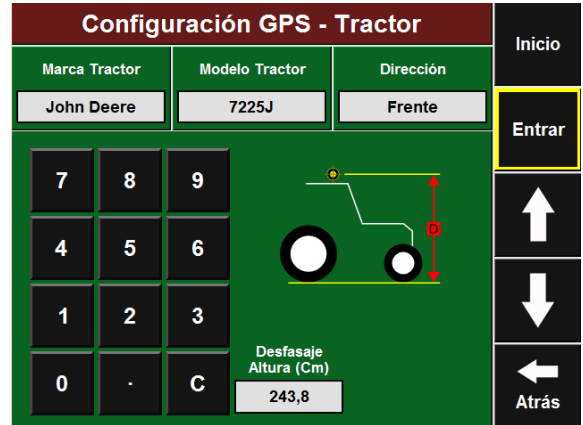 Configuración GPS - Tractor
Inicio
Marca Tractor
Modelo Tractor
Dirección
John Deere
7225J
Frente
Entrar
7 8 9
4 5 6
1 2 3
0 . C
D
Desfasaje
Altura (Cm)
243,8
Atrás